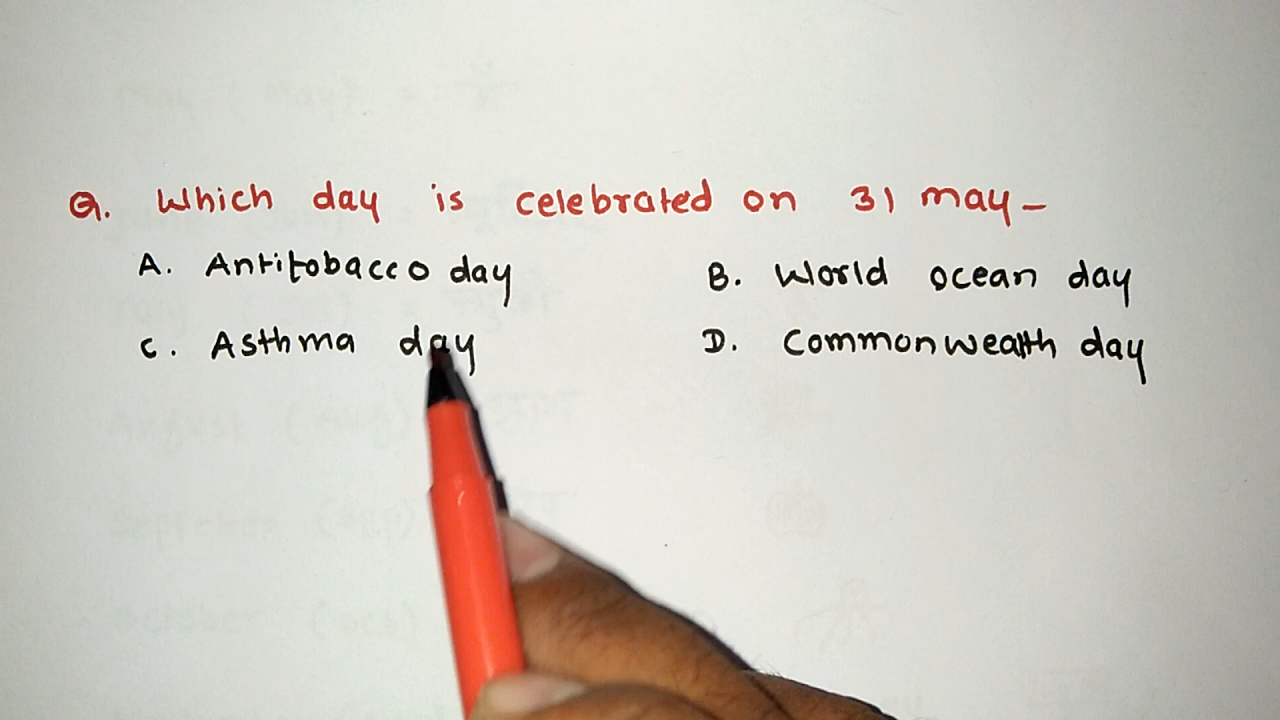 Q. Which day is celebrated on 31 may-
A. Antitobacco day B. World ocean day
C. Asthma day D. Commonwealth day